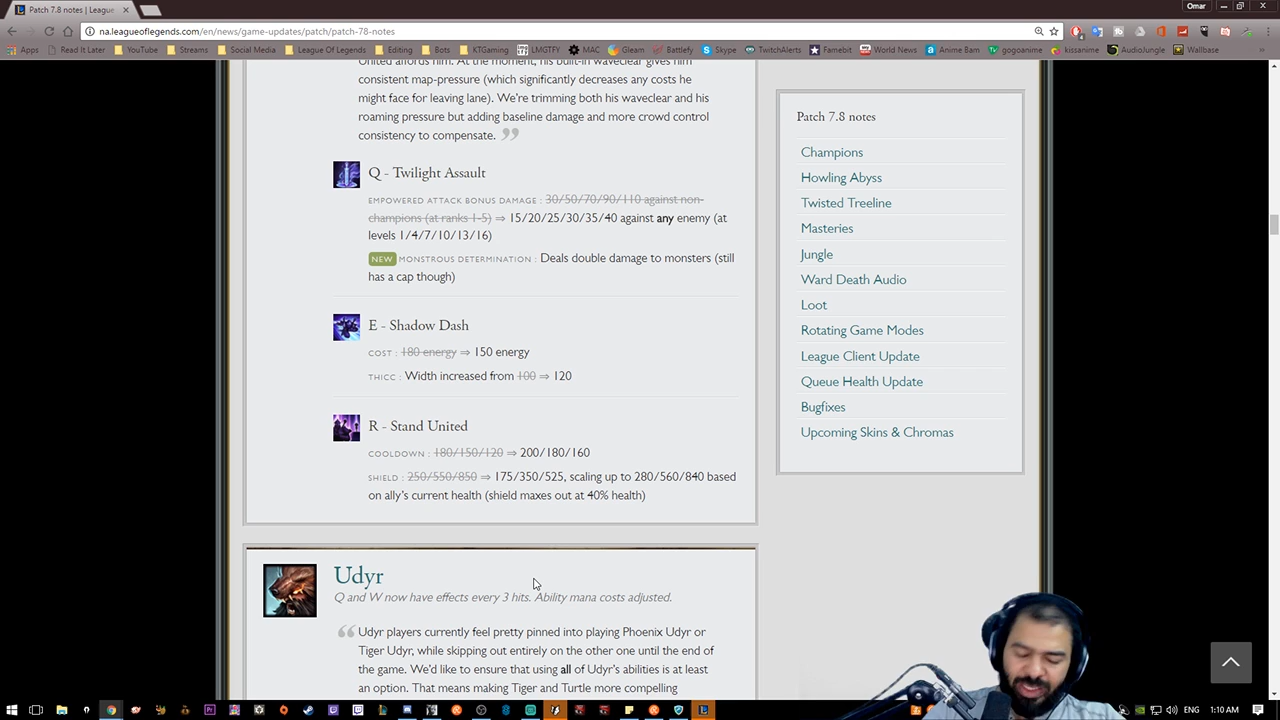 Patch 7.8 notes | League
Omar
na.leagueoflegends.com/en/news/game-updates/patch/patch-78-notes
Apps Read It Later YouTube Streams Social Media League Of Legends Editing Bots KTGaming LMGTFY MAC Gleam Battlefy Skype TwitchAlerts Famebit World News Anime Bam gogoanime kissanime AudioJungle Wallbase
United affords him. At the moment, his built-in waveclear gives him
consistent map-pressure (which significantly decreases any costs he
might face for leaving lane). We're trimming both his waveclear and his
roaming pressure but adding baseline damage and more crowd control
consistency to compensate.
Q - Twilight Assault
EMPOWERED ATTACK BONUS DAMAGE : 30/50/70/90/110 against non-
champions (at ranks 1-5) ⇒ 15/20/25/30/35/40 against any enemy (at
levels 1/4/7/10/13/16)
NEW MONSTROUS DETERMINATION : Deals double damage to monsters (still
has a cap though)
E - Shadow Dash
COST : 180 energy ⇒ 150 energy
THICC : Width increased from 100 ⇒ 120
R - Stand United
COOLDOWN : 180/150/120 ⇒ 200/180/160
SHIELD : 250/550/850 ⇒ 175/350/525, scaling up to 280/560/840 based
on ally's current health (shield maxes out at 40% health)
Udyr
Q and W now have effects every 3 hits. Ability mana costs adjusted.
Udyr players currently feel pretty pinned into playing Phoenix Udyr or
Tiger Udyr, while skipping out entirely on the other one until the end of
the game. We'd like to ensure that using all of Udyr's abilities is at least
an option. That means making Tiger and Turtle more compelling
Patch 7.8 notes
Champions
Howling Abyss
Twisted Treeline
Masteries
Jungle
Ward Death Audio
Loot
Rotating Game Modes
League Client Update
Queue Health Update
Bugfixes
Upcoming Skins & Chromas
ENG 1:10 AM